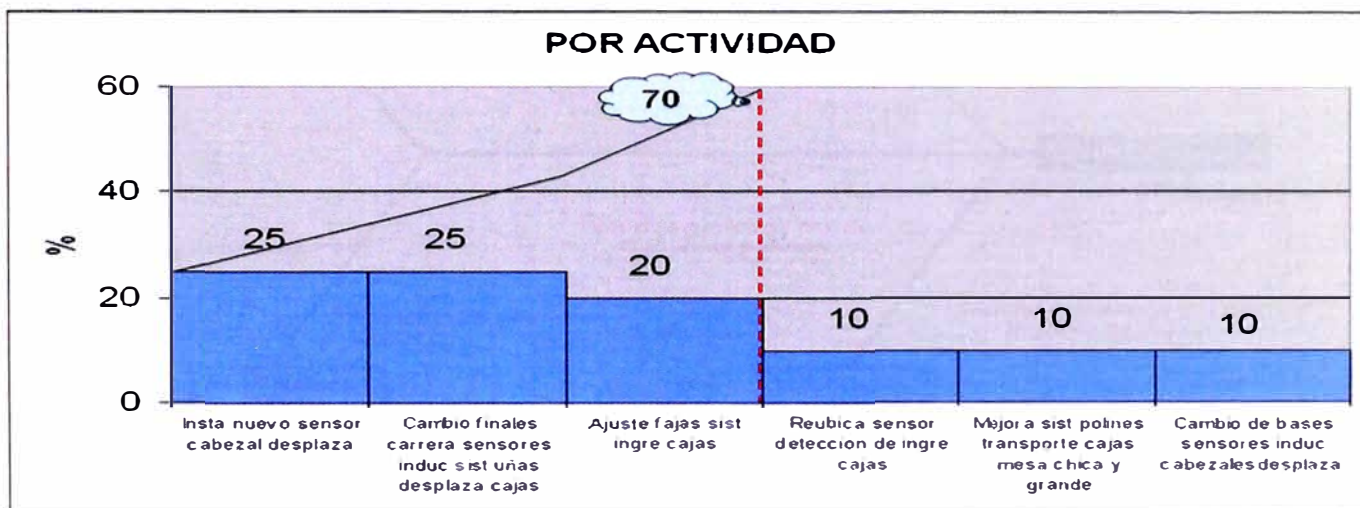 POR ACTIVIDAD
60
40
20
0
%
70
25
25
20
10
10
10
Insta nuevo sensor
cabezal desplaza
Cambio finales
carrera sensores
induc sist uñas
desplaza cajas
Ajuste fajas sist
ingre cajas
Reubica sensor
deteccion de ingre
cajas
Mejora sist polines
transporte cajas
mesa chica y
grande
Cambio de bases
sensores induc
cabezales desplaza